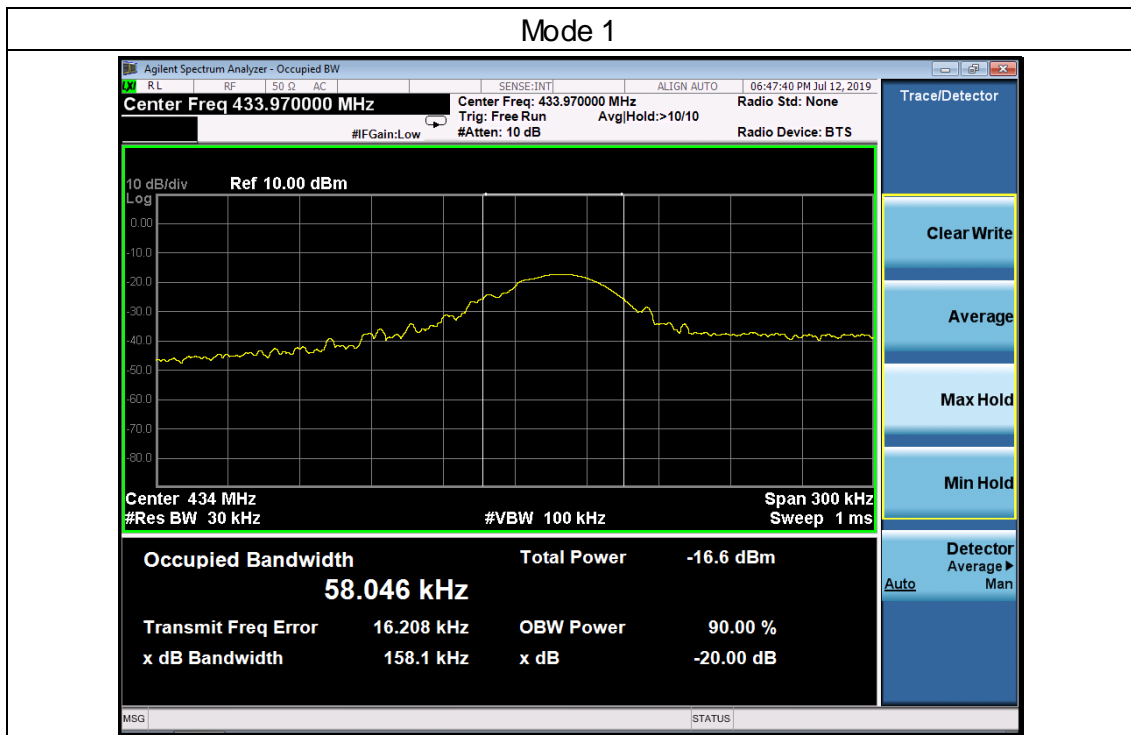 Mode 1
Agilent Spectrum Analyzer - Occupied BW
LXI RL RF 50 Ω AC SENSE:INT ALIGN AUTO 06:47:40 PM Jul 12, 2019
Center Freq 433.970000 MHz
Center Freq: 433.970000 MHz
Radio Std: None
Trig: Free Run Avg|Hold:>10/10
#IFGain:Low
#Atten: 10 dB
Radio Device: BTS
10 dB/div Ref 10.00 dBm
Log
0.00
-10.0
-20.0
-30.0
-40.0
-50.0
-60.0
-70.0
-80.0
Center 434 MHz Span 300 kHz
#Res BW 30 kHz #VBW 100 kHz Sweep 1 ms
Occupied Bandwidth Total Power -16.6 dBm
58.046 kHz
Transmit Freq Error 16.208 kHz OBW Power 90.00 %
x dB Bandwidth 158.1 kHz x dB -20.00 dB
MSG STATUS
Trace/Detector
Clear Write
Average
Max Hold
Min Hold
Detector
Average
Auto Man